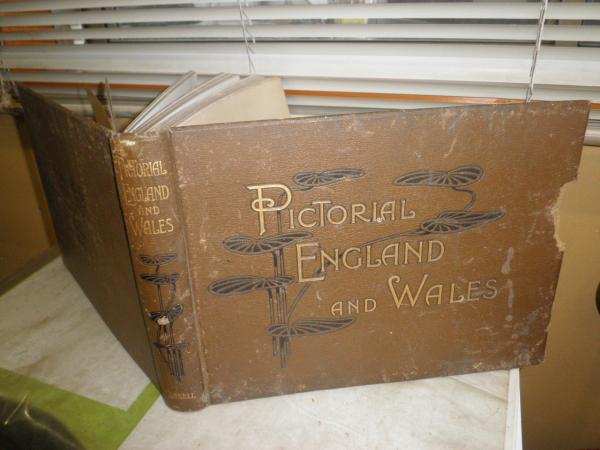 PICTORIAL
ENGLAND
AND
WALES
PICTORIAL
ENGLAND
AND WALES